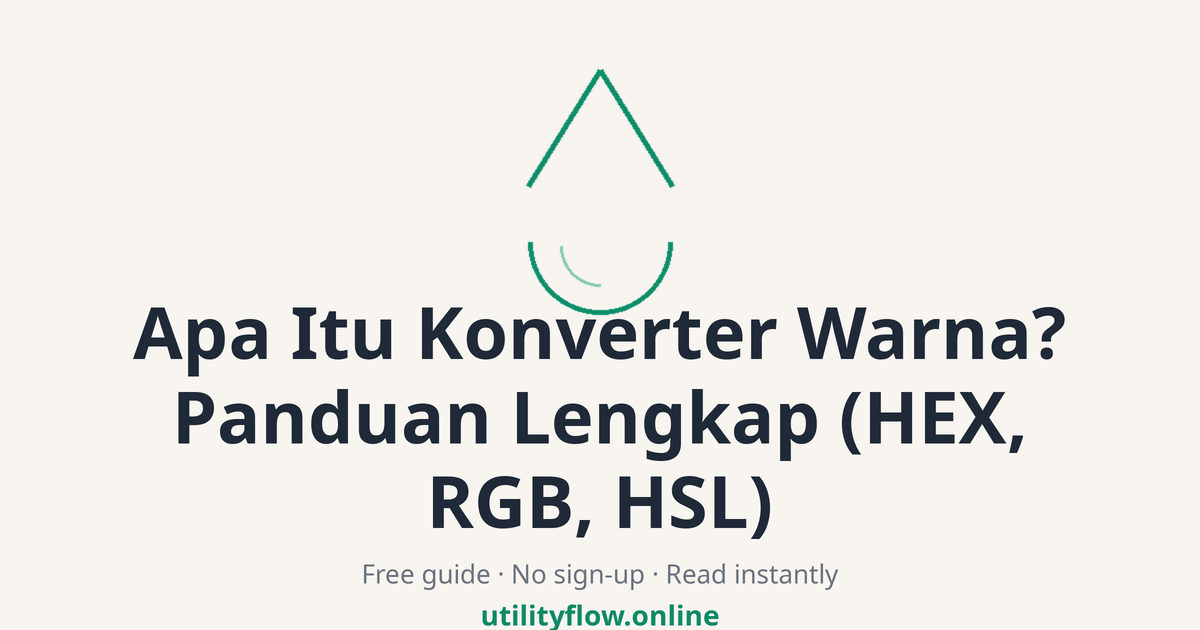 Apa Itu Konverter Warna?
Panduan Lengkap (HEX,
RGB, HSL)
Free guide · No sign-up · Read instantly
utilityflow.online